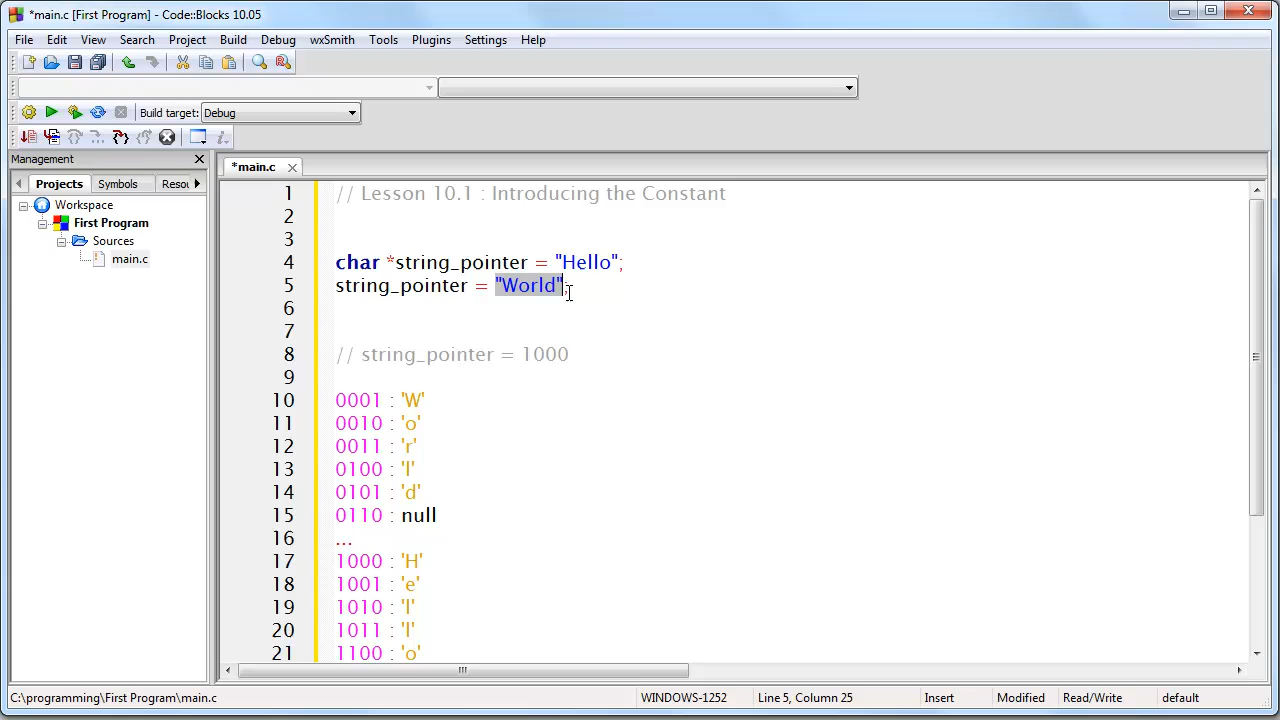 *main.c [First Program] - Code::Blocks 10.05
File Edit View Search Project Build Debug wxSmith Tools Plugins Settings Help
Build target: Debug
Management
*main.c
Projects Symbols Resou
Workspace
First Program
Sources
main.c
1 // Lesson 10.1 : Introducing the Constant
2
3
4 char *string_pointer = "Hello";
5 string_pointer = "World";
6
7
8 // string_pointer = 1000
9
10 0001 : 'W'
11 0010 : 'o'
12 0011 : 'r'
13 0100 : 'l'
14 0101 : 'd'
15 0110 : null
16 ...
17 1000 : 'H'
18 1001 : 'e'
19 1010 : 'l'
20 1011 : 'l'
21 1100 : 'o'
C:\programming\First Program\main.c WINDOWS-1252 Line 5, Column 25 Insert Modified Read/Write default